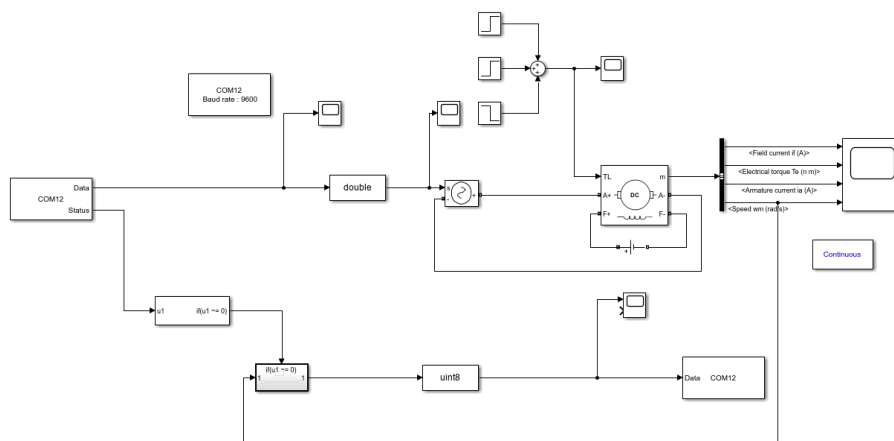 COM12
Baud rate : 9600
COM12
Data
Status
double
s
+
-
+
+
+
TL
m
A+
DC
A-
F+
F-
+
-
<Field current if (A)>
<Electrical torque Te (n m)>
<Armature current ia (A)>
<Speed wm (rad/s)>
Continuous
u1
if(u1 ~= 0)
if(u1 ~= 0)
1
1
uint8
Data
COM12